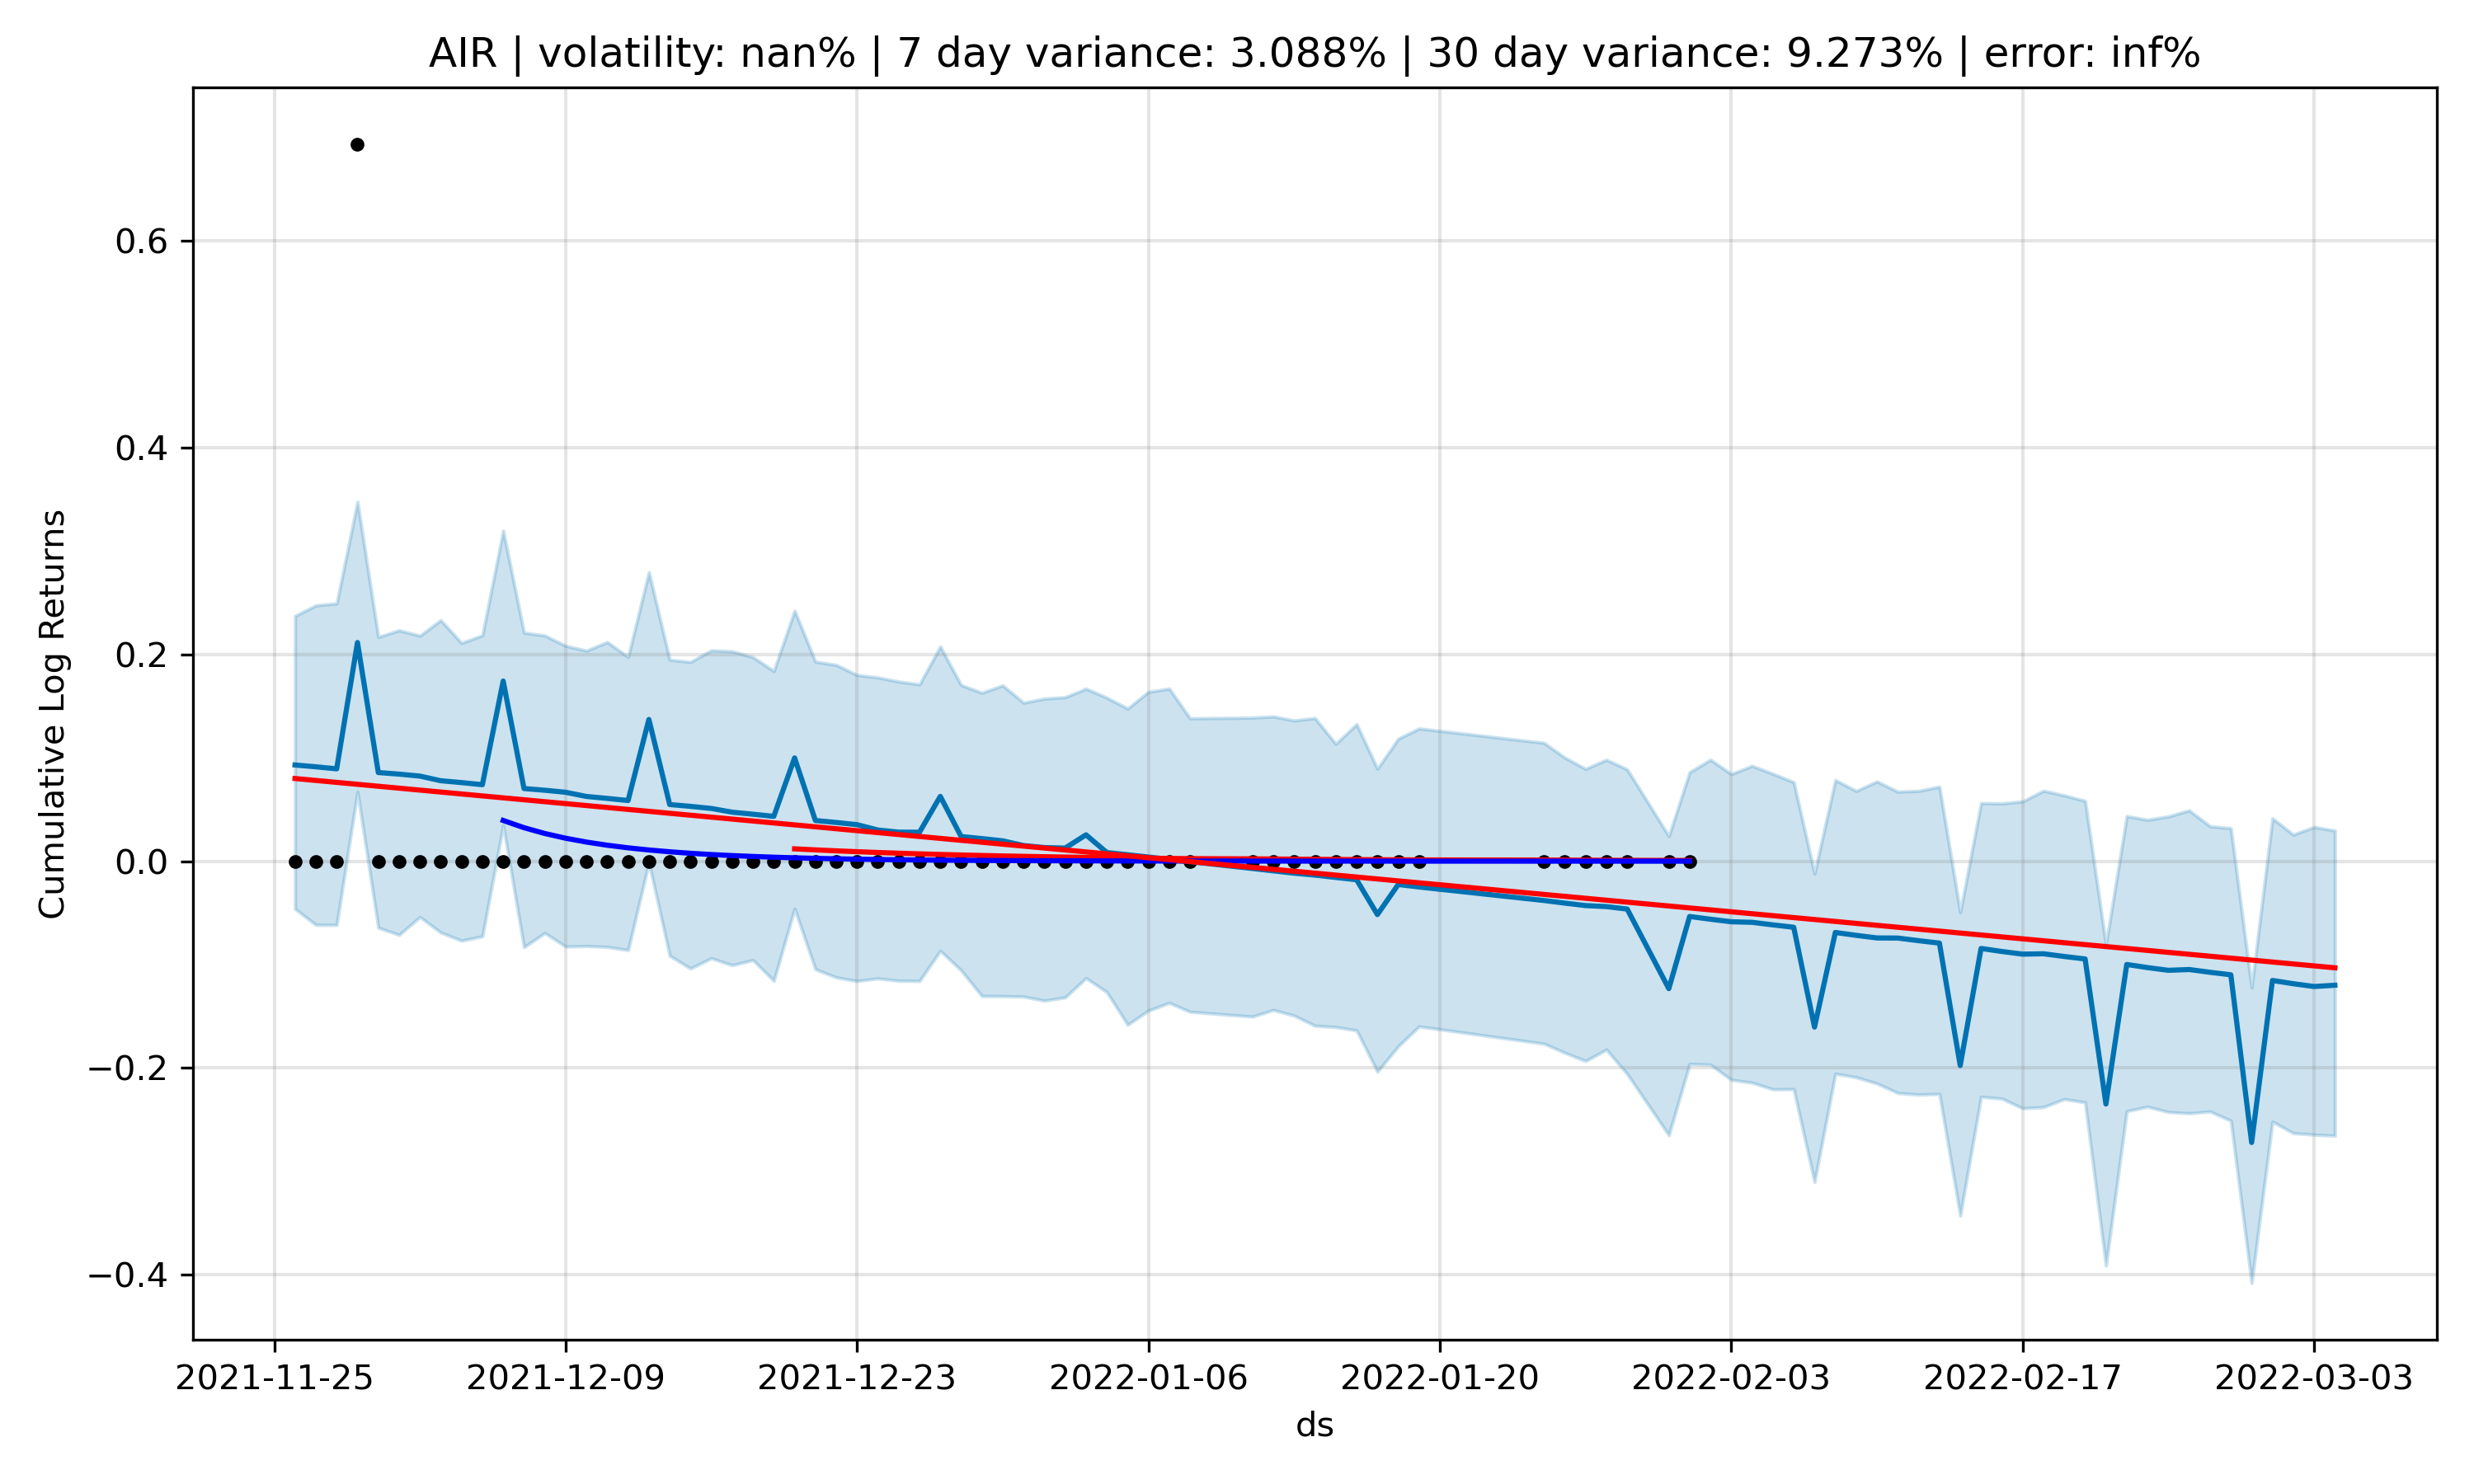 AIR | volatility: nan% | 7 day variance: 3.088% | 30 day variance: 9.273% | error: inf%
Cumulative Log Returns
0.6
0.4
0.2
0.0
−0.2
−0.4
2021-11-25 2021-12-09 2021-12-23 2022-01-06 2022-01-20 2022-02-03 2022-02-17 2022-03-03
ds